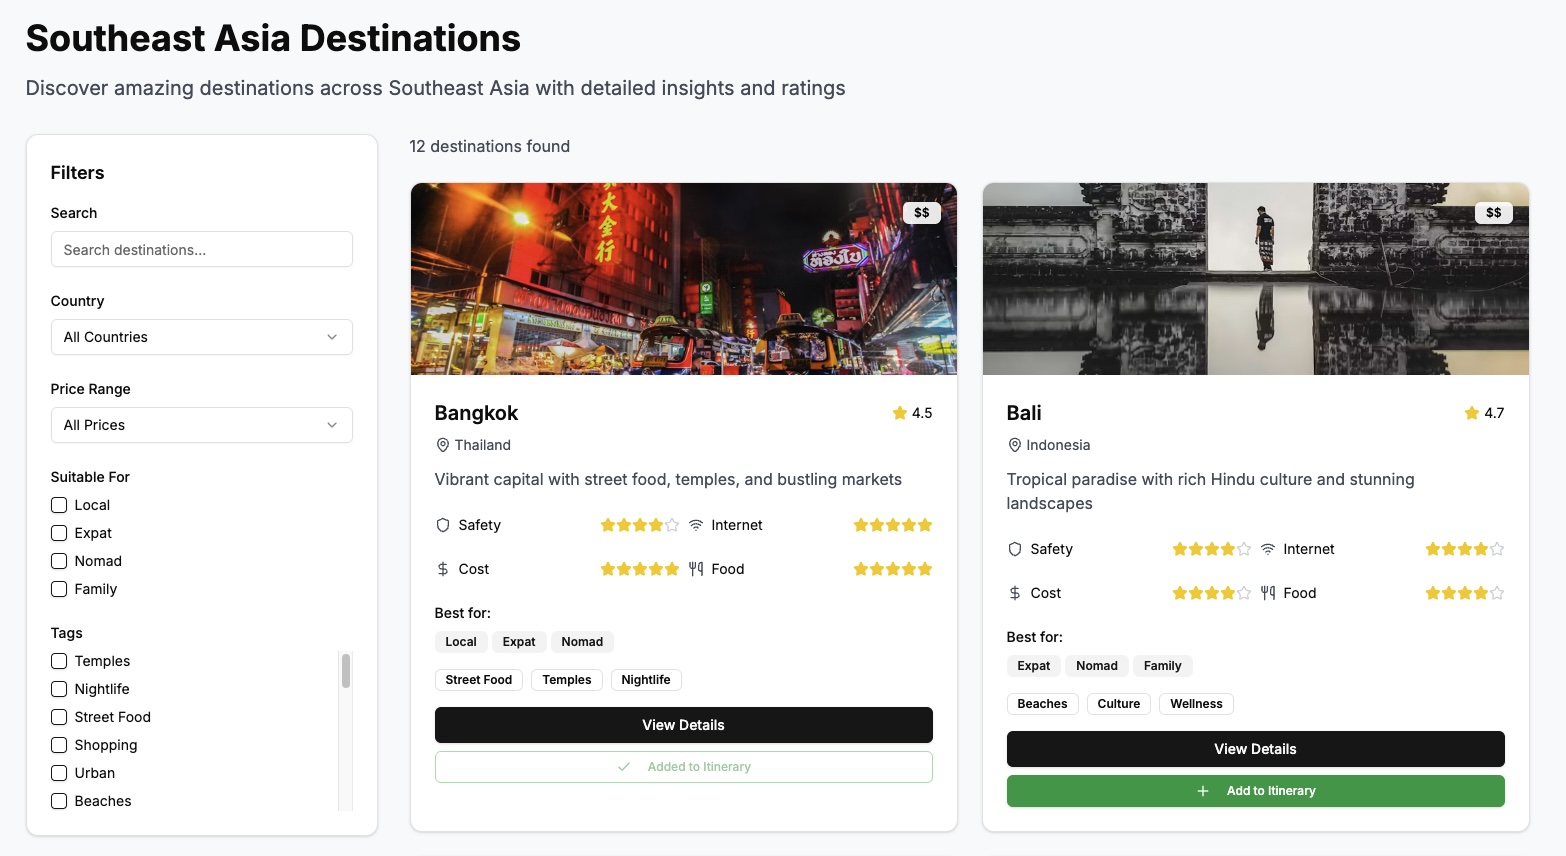 Southeast Asia Destinations
Discover amazing destinations across Southeast Asia with detailed insights and ratings
Filters
Search
Search destinations...
Country
All Countries
Price Range
All Prices
Suitable For
Local
Expat
Nomad
Family
Tags
Temples
Nightlife
Street Food
Shopping
Urban
Beaches
12 destinations found
大金行
$$
Bangkok
4.5
Thailand
Vibrant capital with street food, temples, and bustling markets
Safety
Internet
Cost
Food
Best for:
Local Expat Nomad
Street Food Temples Nightlife
View Details
Added to Itinerary
$$
Bali
4.7
Indonesia
Tropical paradise with rich Hindu culture and stunning
landscapes
Safety
Internet
Cost
Food
Best for:
Expat Nomad Family
Beaches Culture Wellness
View Details
Add to Itinerary